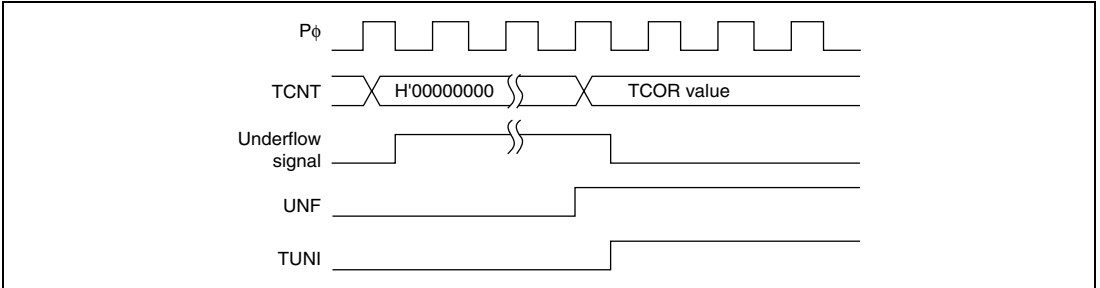 Pφ
TCNT H'00000000 TCOR value
Underflow
signal
UNF
TUNI